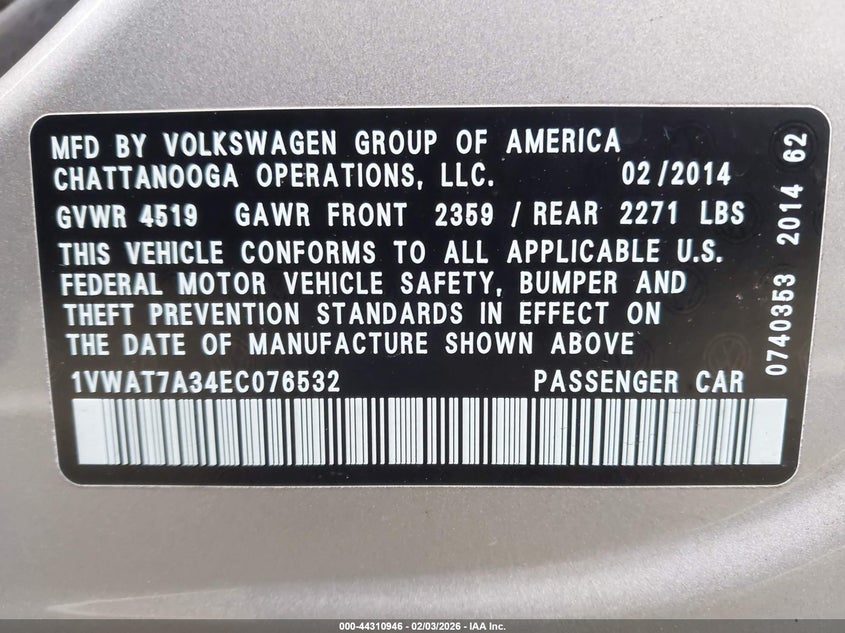 MFD BY VOLKSWAGEN GROUP OF AMERICA
CHATTANOOGA OPERATIONS, LLC. 02/2014
GVWR 4519 GAWR FRONT 2359 / REAR 2271 LBS
THIS VEHICLE CONFORMS TO ALL APPLICABLE U.S.
FEDERAL MOTOR VEHICLE SAFETY, BUMPER AND
THEFT PREVENTION STANDARDS IN EFFECT ON
THE DATE OF MANUFACTURE SHOWN ABOVE
1VWAT7A34EC076532 PASSENGER CAR
0740353 2014 62
000-44310946 - 02/03/2026 - IAA Inc.